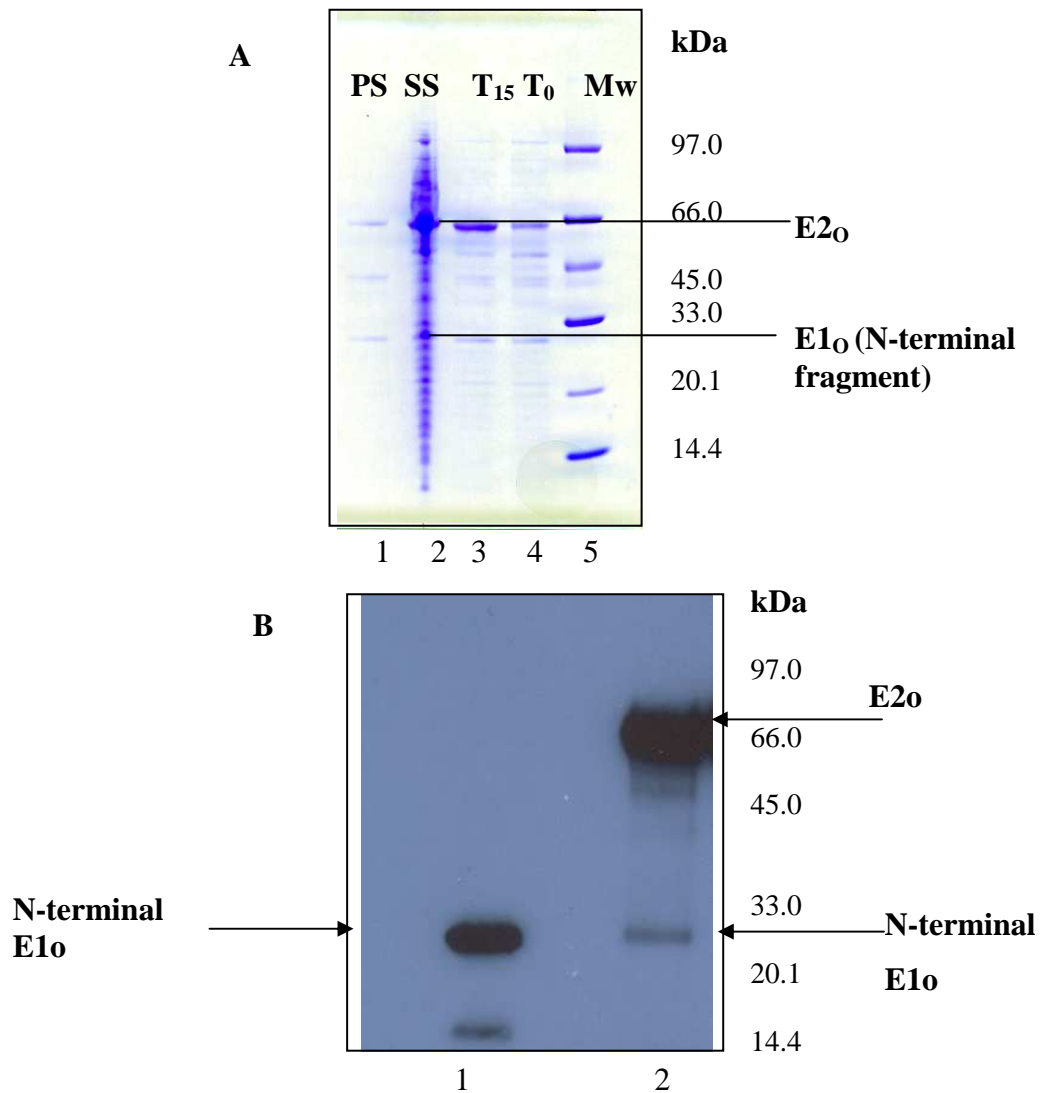 A
kDa
PS SS T15 T0 Mw
97.0
66.0
E2O
45.0
33.0
E1O (N-terminal
fragment)
20.1
14.4
1 2 3 4 5
B
kDa
97.0
E2o
66.0
45.0
N-terminal
E1o
33.0
N-terminal
E1o
20.1
14.4
1 2